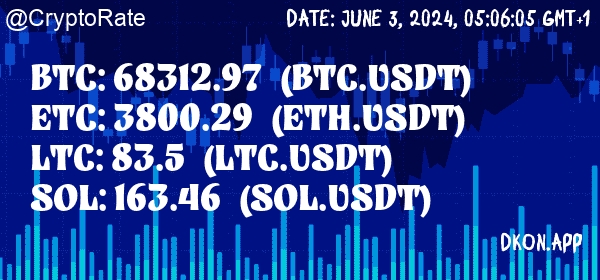 @CryptoRate
DATE: JUNE 3, 2024, 05:06:05 GMT+1
BTC: 68312.97 (BTC.USDT)
ETC: 3800.29 (ETH.USDT)
LTC: 83.5 (LTC.USDT)
SOL: 163.46 (SOL.USDT)
DKON.APP